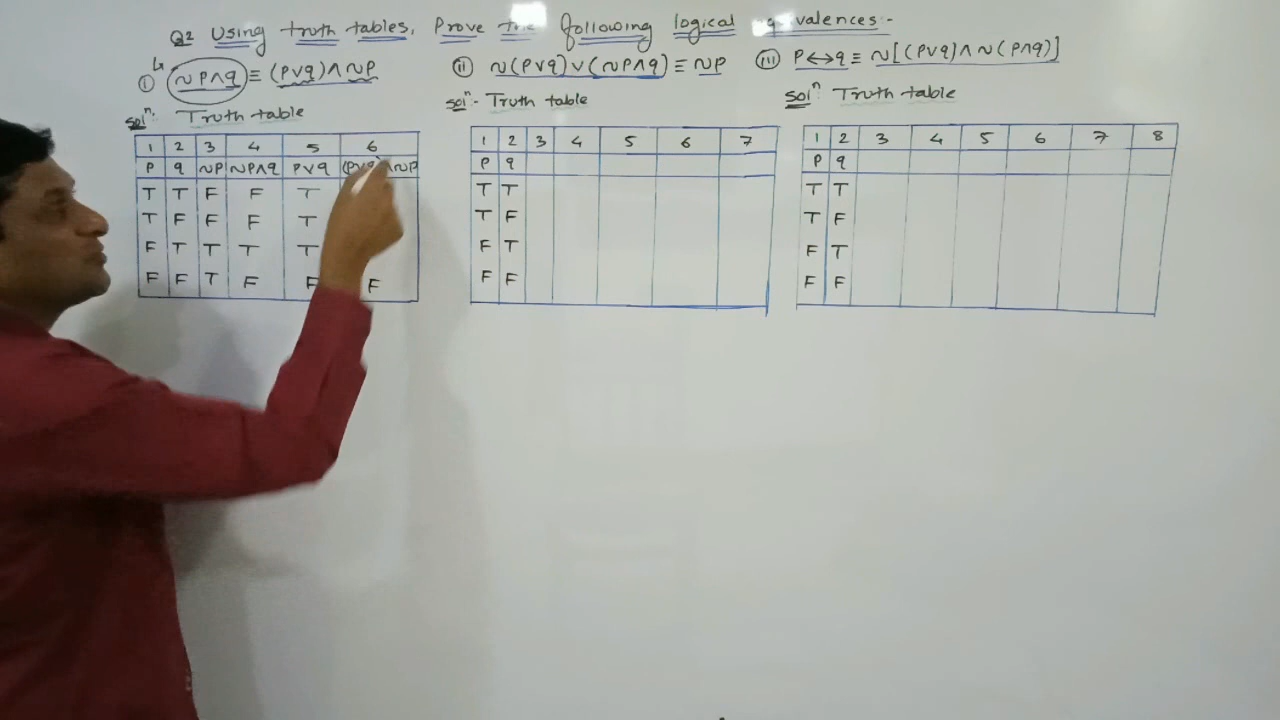 Q2 Using truth tables, Prove the following logical equivalences:-
① ~P∧q ≡ (P∨q)∧~P
Solⁿ: Truth table
1 2 3 4 5 6
P q ~P ~P∧q P∨q (P∨q)∧~P
T T F F T
T F F F T
F T T T T
F F T F F F
ⓘⓘ ~(P∨q)∨(~P∧q) ≡ ~P
Solⁿ:- Truth table
1 2 3 4 5 6 7
P q
T T
T F
F T
F F
ⓘⓘⓘ P↔q ≡ ~[(P∨q)∧~(P∧q)]
Solⁿ: Truth table
1 2 3 4 5 6 7 8
P q
T T
T F
F T
F F